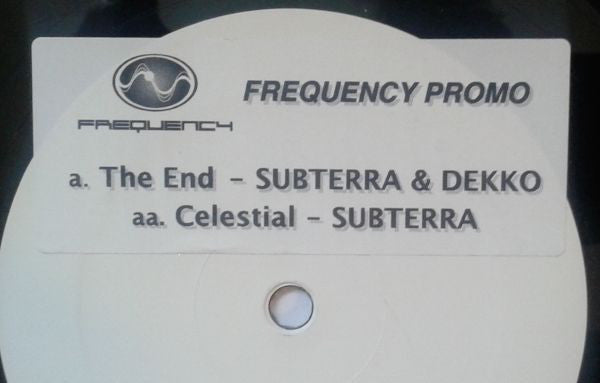 FREQUENCY
FREQUENCY PROMO
a. The End - SUBTERRA & DEKKO
aa. Celestial - SUBTERRA